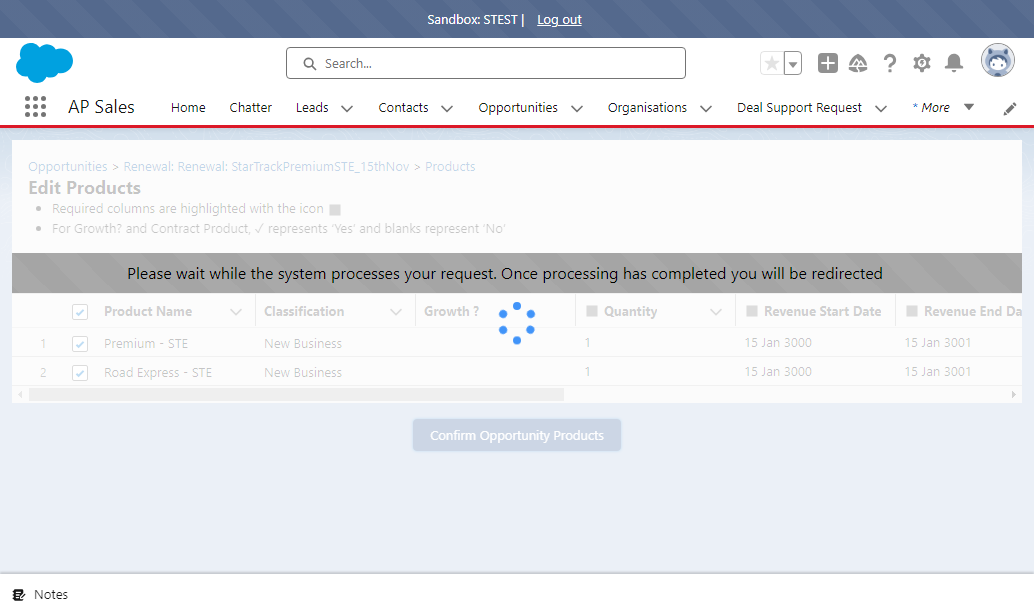 Sandbox: STEST | Log out
Search...
AP Sales Home Chatter Leads Contacts Opportunities Organisations Deal Support Request * More
Opportunities > Renewal: Renewal: StarTrackPremiumSTE_15thNov > Products
Edit Products
• Required columns are highlighted with the icon
• For Growth? and Contract Product, ✓ represents 'Yes' and blanks represent 'No'
Please wait while the system processes your request. Once processing has completed you will be redirected
Product Name Classification Growth ? Quantity Revenue Start Date Revenue End Da
1 Premium - STE New Business 1 15 Jan 3000 15 Jan 3001
2 Road Express - STE New Business 1 15 Jan 3000 15 Jan 3001
Confirm Opportunity Products
Notes